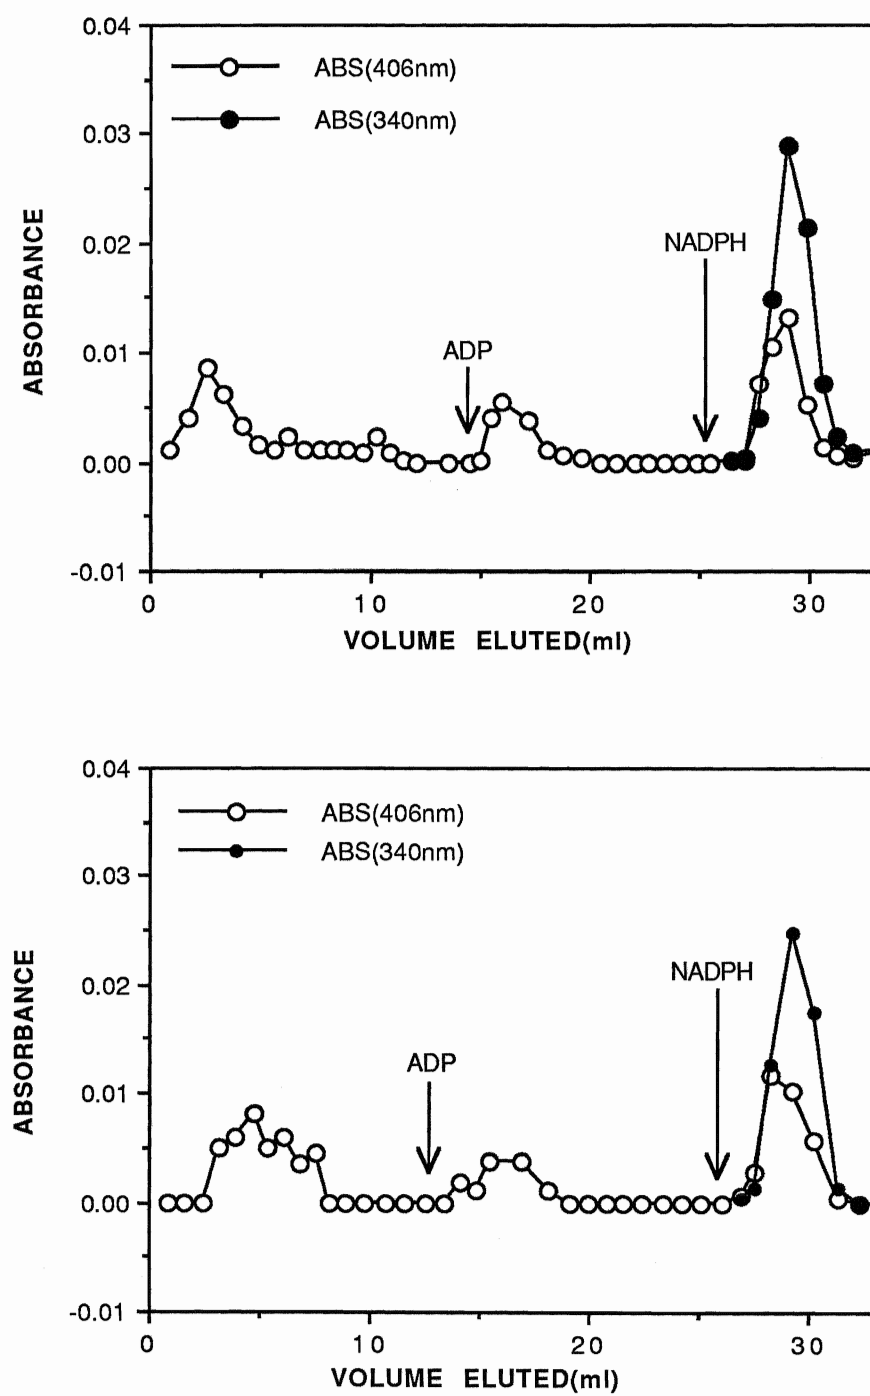 0.04
ABS(406nm)
ABS(340nm)
0.03
NADPH
0.02
ADP
0.01
0.00
-0.01
0 10 20 30
VOLUME ELUTED(ml)
ABSORBANCE
0.04
ABS(406nm)
ABS(340nm)
0.03
NADPH
0.02
ADP
0.01
0.00
-0.01
0 10 20 30
VOLUME ELUTED(ml)
ABSORBANCE